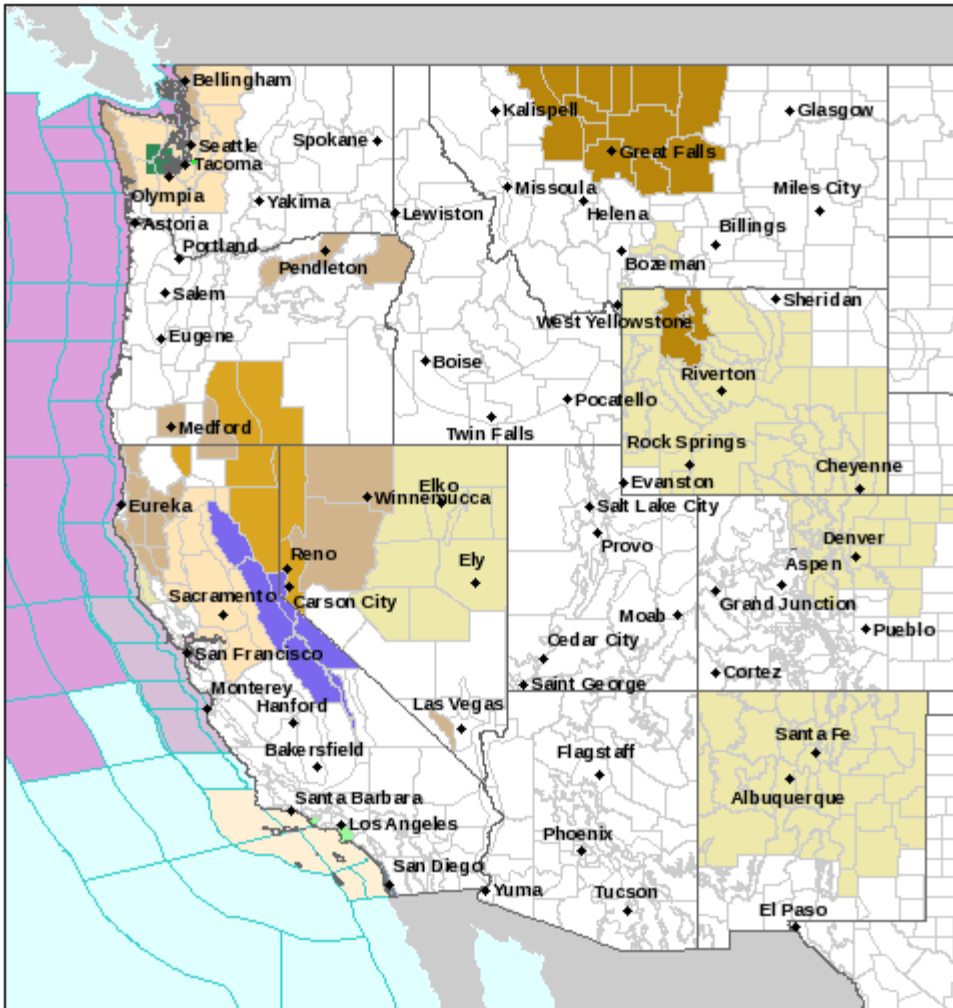 Bellingham
Kalispell
Glasgow
Spokane
Seattle
Great Falls
Tacoma
Missoula
Miles City
Olympia
Yakima
Lewiston
Helena
Astoria
Billings
Portland
Pendleton
Bozeman
Salem
Sheridan
West Yellowstone
Eugene
Boise
Riverton
Pocatello
Medford
Twin Falls
Rock Springs
Cheyenne
Evanston
Elko
Winnemucca
Eureka
Salt Lake City
Denver
Provo
Reno
Ely
Aspen
Sacramento
Carson City
Grand Junction
Moab
Pueblo
Cedar City
San Francisco
Cortez
Saint George
Monterey
Hanford
Las Vegas
Santa Fe
Bakersfield
Flagstaff
Albuquerque
Santa Barbara
Los Angeles
Phoenix
San Diego
Yuma
Tucson
El Paso